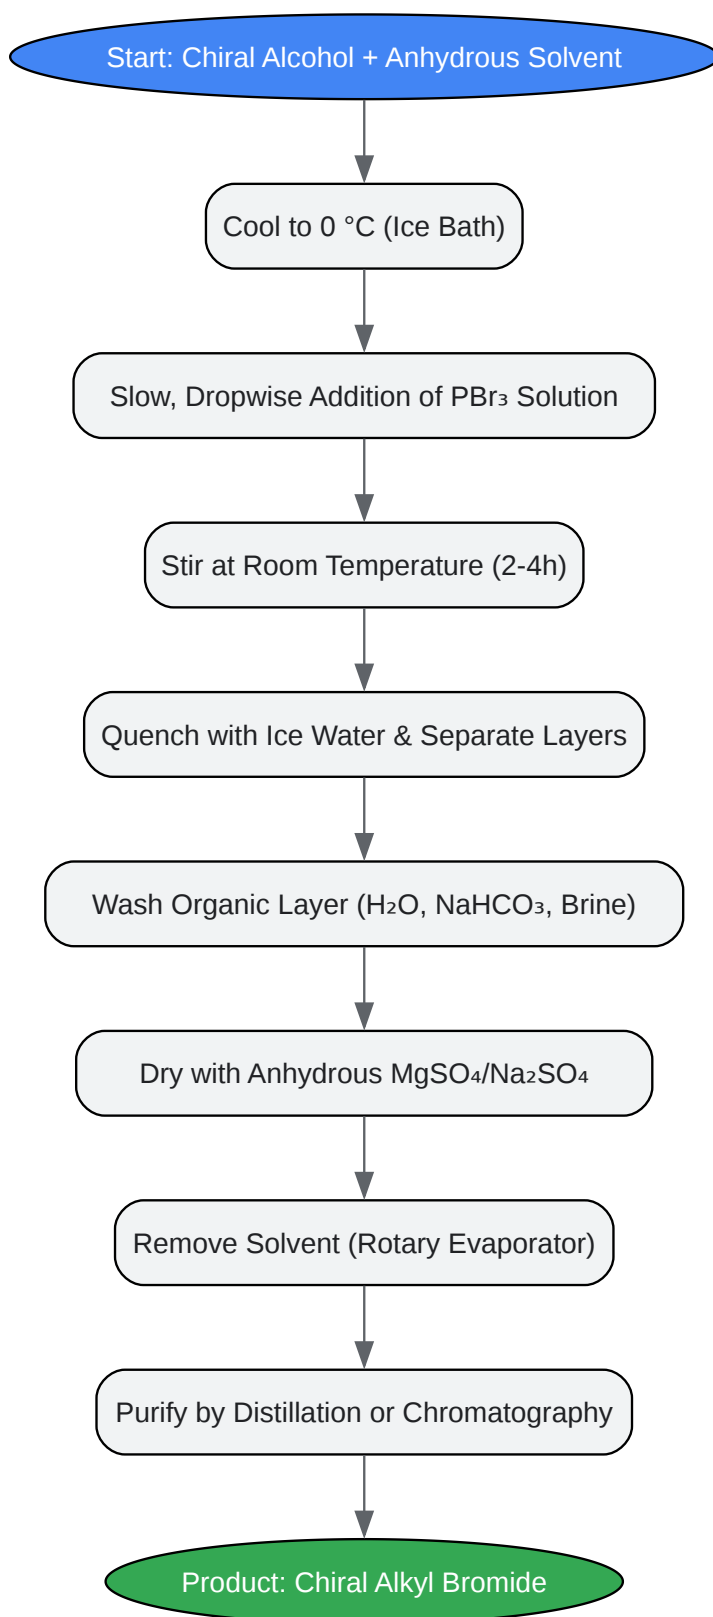 Start: Chiral Alcohol + Anhydrous Solvent
Cool to 0 °C (Ice Bath)
Slow, Dropwise Addition of PBr₃ Solution
Stir at Room Temperature (2-4h)
Quench with Ice Water & Separate Layers
Wash Organic Layer (H₂O, NaHCO₃, Brine)
Dry with Anhydrous MgSO₄/Na₂SO₄
Remove Solvent (Rotary Evaporator)
Purify by Distillation or Chromatography
Product: Chiral Alkyl Bromide